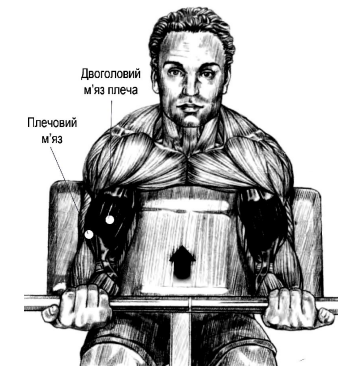 Двоголовий
м'яз плеча
Плечовий
м'яз